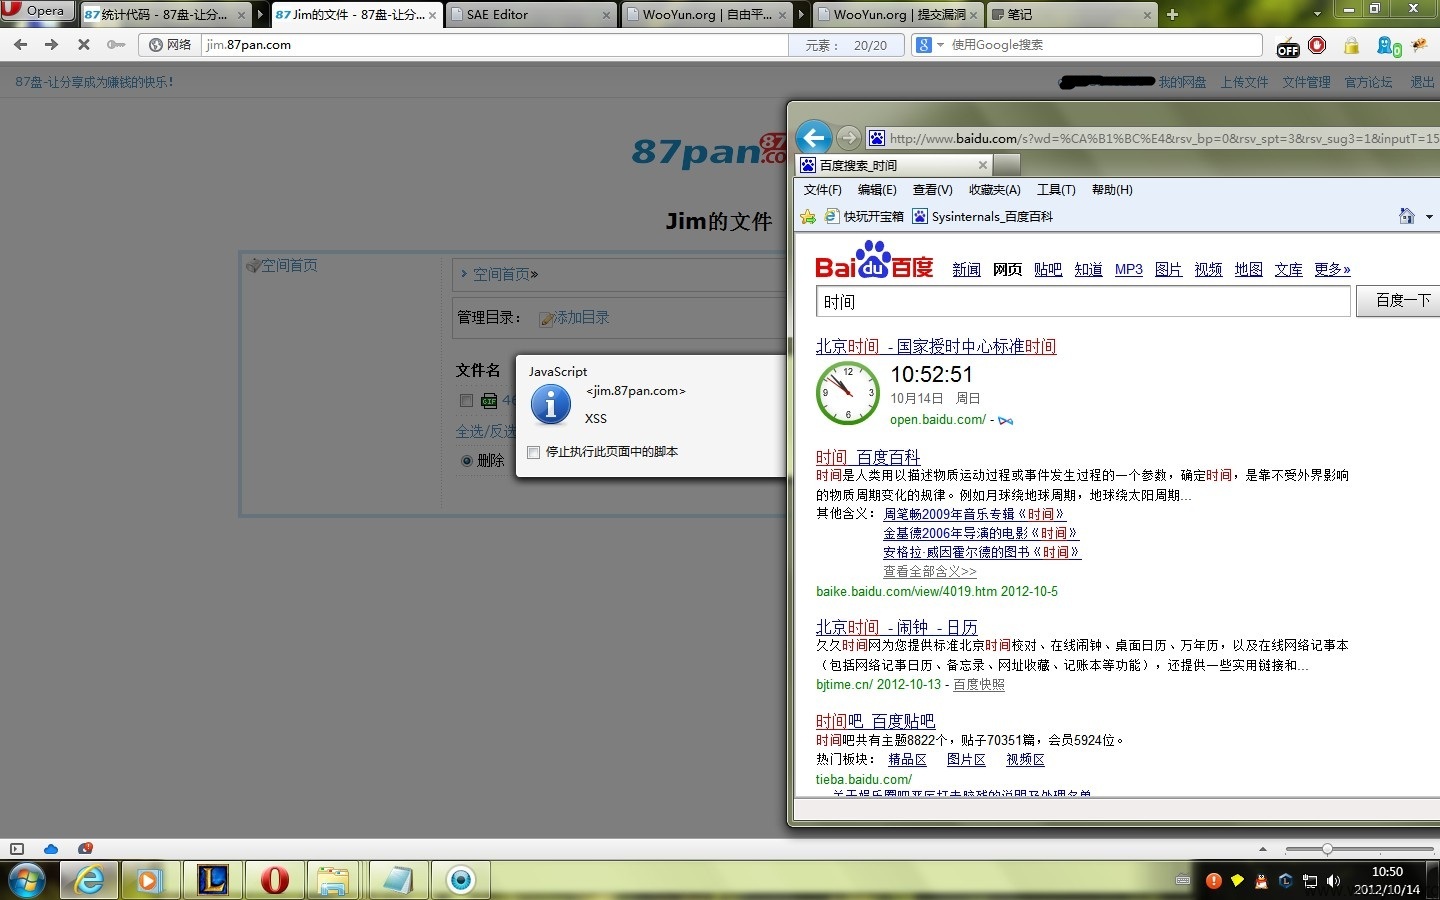 Opera
87 统计代码 - 87盘-让分...
87 Jim的文件 - 87盘-让分...
SAE Editor
WooYun.org | 自由平...
WooYun.org | 提交漏洞
笔记
网络
jim.87pan.com
元素： 20/20
使用Google搜索
OFF
0
87盘-让分享成为赚钱的快乐！
我的网盘 上传文件 文件管理 官方论坛 退出
87pan
Jim的文件
空间首页
空间首页»
管理目录： 添加目录
文件名
GIF
全选/反选
删除
JavaScript
<jim.87pan.com>
XSS
停止执行此页面中的脚本
http://www.baidu.com/s?wd=%CA%B1%BC%E4&rsv_bp=0&rsv_spt=3&rsv_sug3=1&inputT=15
百度搜索_时间
文件(F) 编辑(E) 查看(V) 收藏夹(A) 工具(T) 帮助(H)
快玩开宝箱 Sysinternals_百度百科
Bai du 百度
新闻 网页 贴吧 知道 MP3 图片 视频 地图 文库 更多»
时间
百度一下
北京时间 - 国家授时中心标准时间
12 3 6 9
10:52:51
10月14日 周日
open.baidu.com/ -
时间_百度百科
时间是人类用以描述物质运动过程或事件发生过程的一个参数，确定时间，是靠不受外界影响
的物质周期变化的规律。例如月球绕地球周期，地球绕太阳周期...
其他含义： 周笔畅2009年音乐专辑《时间》
金基德2006年导演的电影《时间》
安格拉·威因霍尔德的图书《时间》
查看全部含义>>
baike.baidu.com/view/4019.htm 2012-10-5
北京时间 - 闹钟 - 日历
久久时间网为您提供标准北京时间校对、在线闹钟、桌面日历、万年历，以及在线网络记事本
（包括网络记事日历、备忘录、网址收藏、记账本等功能），还提供一些实用链接和...
bjtime.cn/ 2012-10-13 - 百度快照
时间吧_百度贴吧
时间吧共有主题8822个，贴子70351篇，会员5924位。
热门板块： 精品区 图片区 视频区
tieba.baidu.com/
10:50
2012/10/14